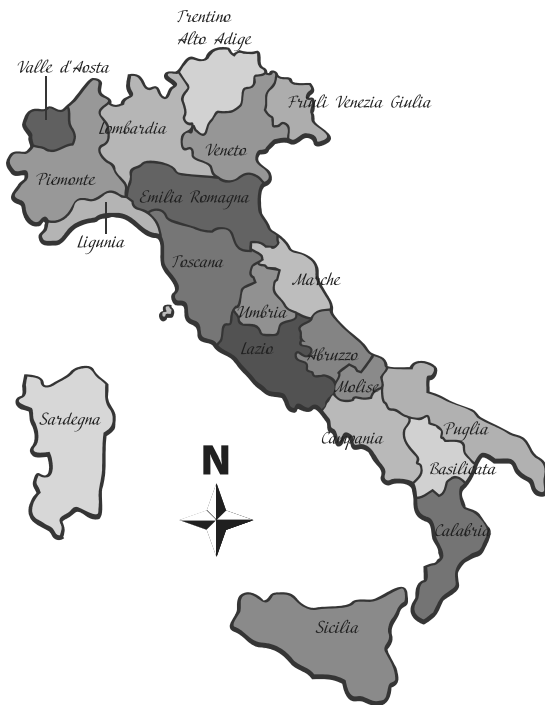 Trentino
Alto Adige
Valle d'Aosta
Friuli Venezia Giulia
Lombardia
Veneto
Piemonte
Emilia Romagna
Ligunia
Toscana
Marche
Umbria
Lazio
Abruzzo
Molise
Sardegna
Campania
Puglia
Basilicata
N
Calabria
Sicilia